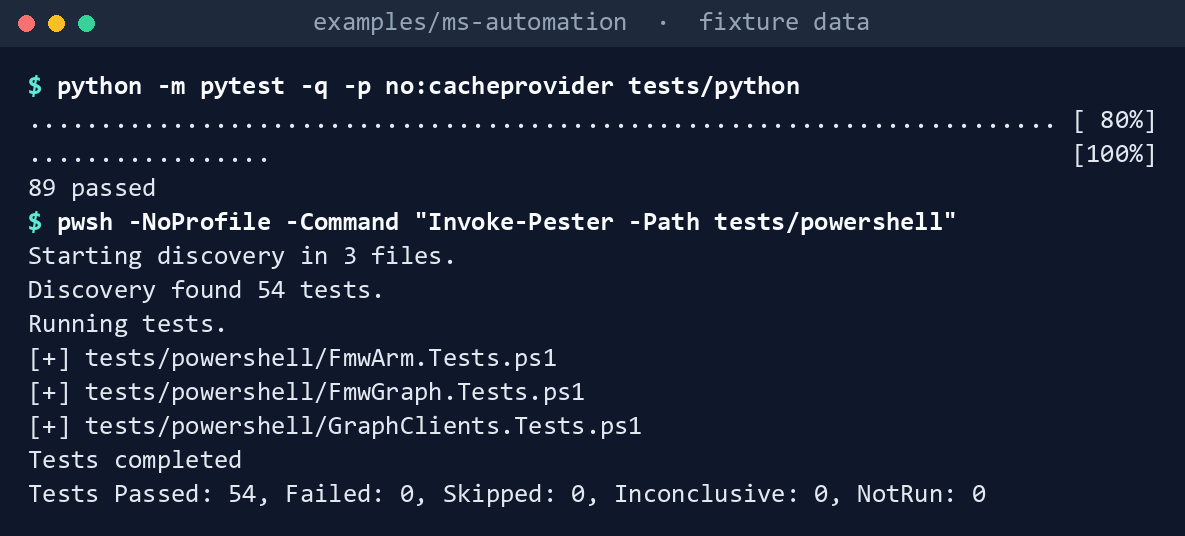 examples/ms-automation · fixture data
$ python -m pytest -q -p no:cacheprovider tests/python
........................................................................ [ 80%]
................. [100%]
89 passed
$ pwsh -NoProfile -Command "Invoke-Pester -Path tests/powershell"
Starting discovery in 3 files.
Discovery found 54 tests.
Running tests.
[+] tests/powershell/FmwArm.Tests.ps1
[+] tests/powershell/FmwGraph.Tests.ps1
[+] tests/powershell/GraphClients.Tests.ps1
Tests completed
Tests Passed: 54, Failed: 0, Skipped: 0, Inconclusive: 0, NotRun: 0